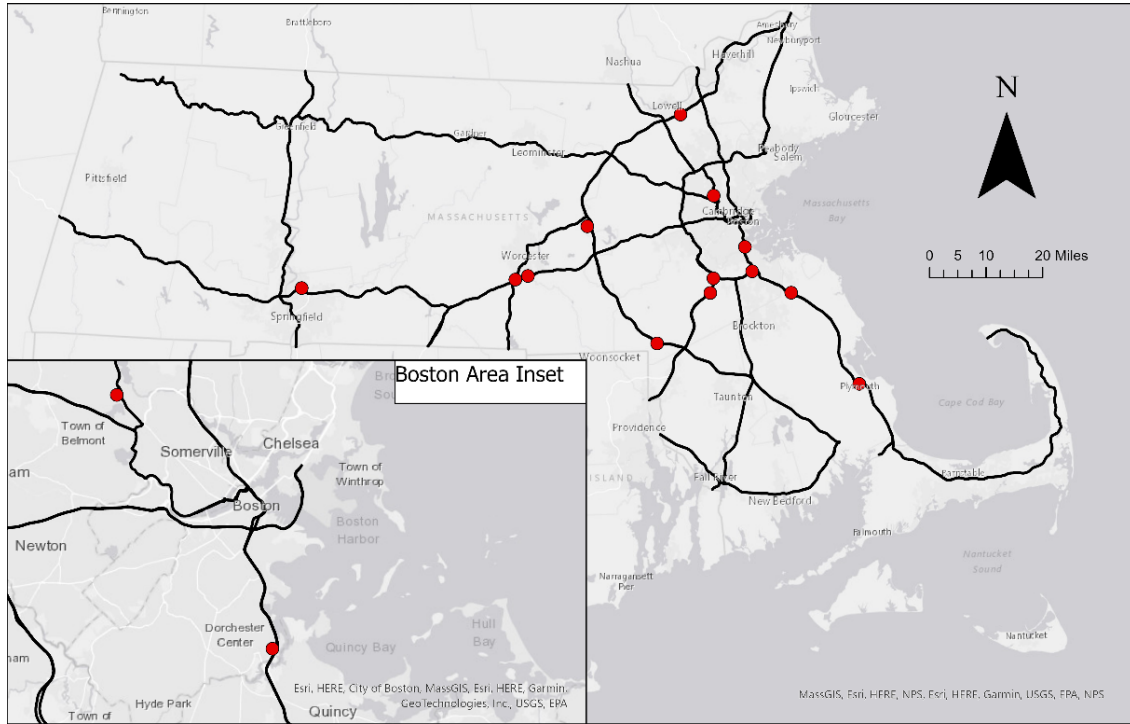 Bennington
Brattleboro
Amesbury
Newburyport
Haverhill
Nashua
Ipswich
Lowell
Gloucester
Greenfield
Gardner
Leominster
Peabody
Salem
Pittsfield
MASSACHUSETTS
Cambridge
Boston
Massachusetts
Bay
N
0 5 10 20 Miles
Worcester
Springfield
Brockton
Woonsocket
Plymouth
Taunton
Cape Cod Bay
Providence
ISLAND
Fall River
Barnstable
New Bedford
Falmouth
Nantucket
Sound
Narragansett
Pier
Nantucket
MassGIS, Esri, HERE, NPS, Esri, HERE, Garmin, USGS, EPA, NPS
Boston Area Inset
Town of
Belmont
Somerville
Chelsea
Town of
Winthrop
Boston
Boston
Harbor
Newton
Dorchester
Center
Quincy Bay
Hull
Bay
Hyde Park
Town of
Quincy
Esri, HERE, City of Boston, MassGIS, Esri, HERE, Garmin,
GeoTechnologies, Inc., USGS, EPA